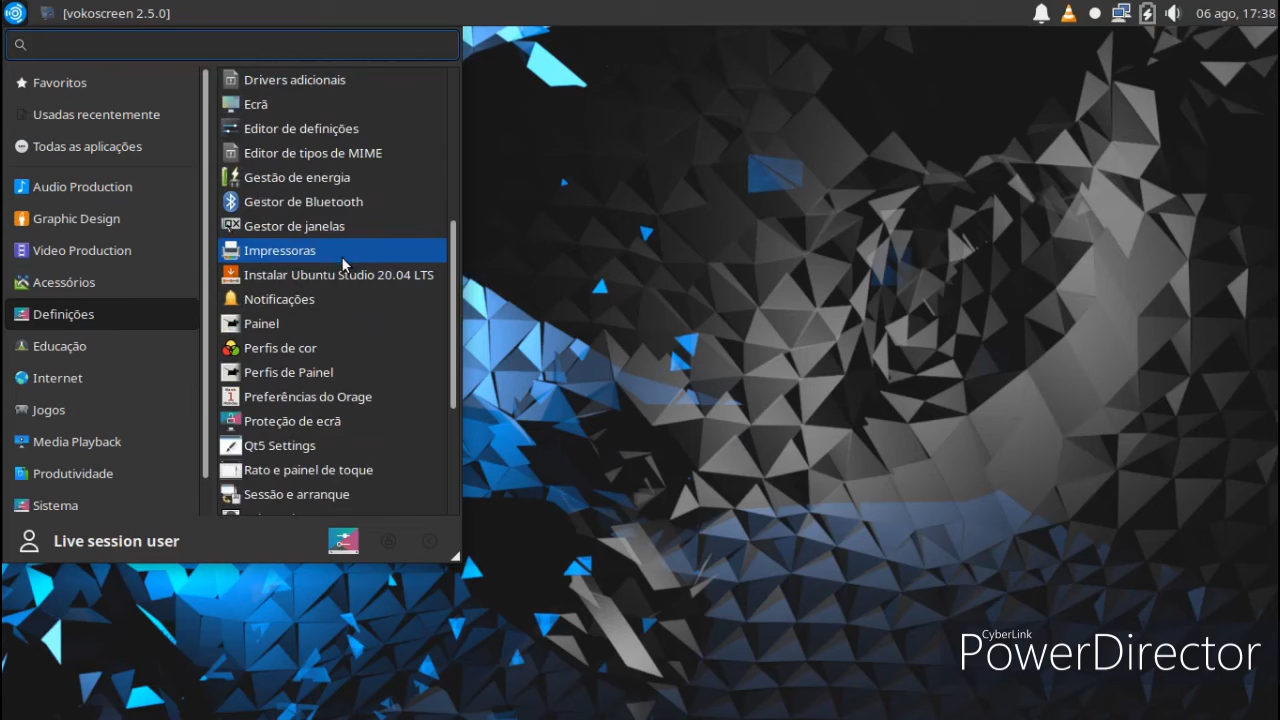 [vokoscreen 2.5.0]
06 ago, 17:38
Favoritos
Usadas recentemente
Todas as aplicações
Audio Production
Graphic Design
Video Production
Acessórios
Definições
Educação
Internet
Jogos
Media Playback
Produtividade
Sistema
Drivers adicionais
Ecrã
Editor de definições
Editor de tipos de MIME
Gestão de energia
Gestor de Bluetooth
Gestor de janelas
Impressoras
Instalar Ubuntu Studio 20.04 LTS
Notificações
Painel
Perfis de cor
Perfis de Painel
Preferências do Orage
Proteção de ecrã
Qt5 Settings
Rato e painel de toque
Sessão e arranque
Live session user
CyberLink
PowerDirector